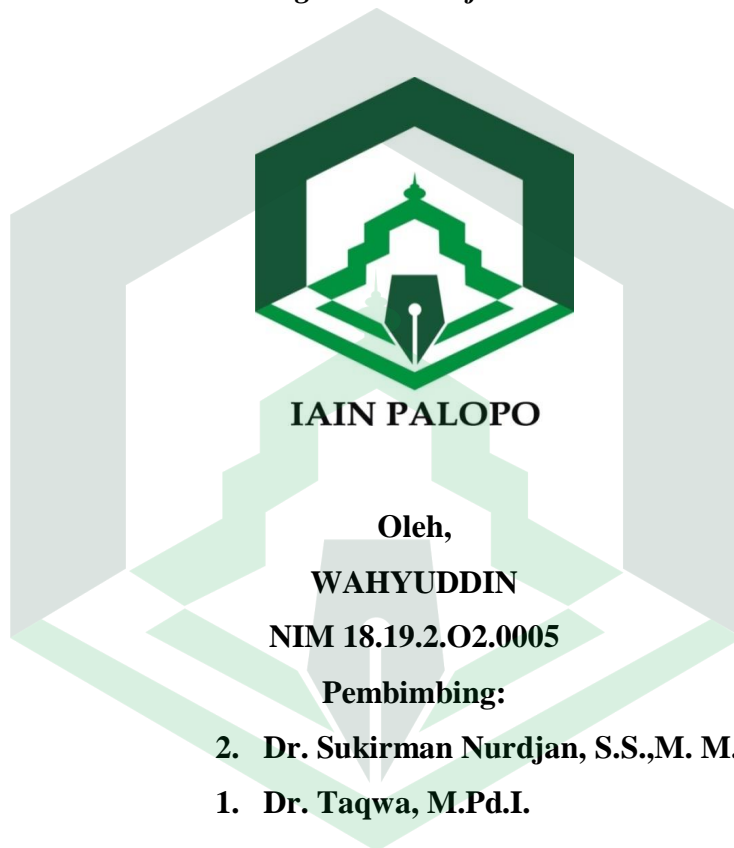 IAIN PALOPO
Oleh,
WAHYUDDIN
NIM 18.19.2.O2.0005
Pembimbing:
2. Dr. Sukirman Nurdjan, S.S.,M. M.
1. Dr. Taqwa, M.Pd.I.